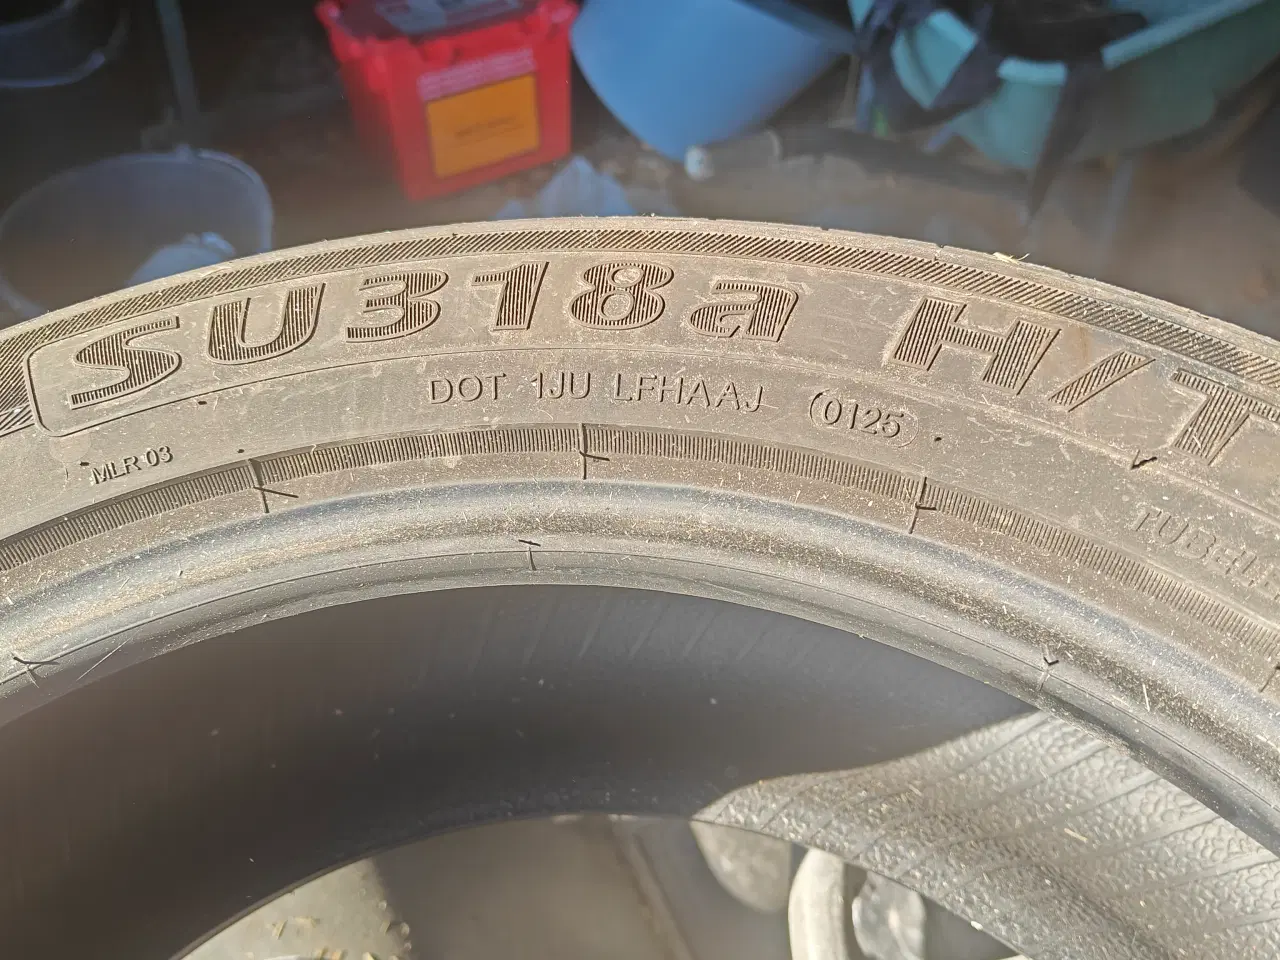 SU318a H/T
DOT 1JU LFHAAJ 0125
MLR 03